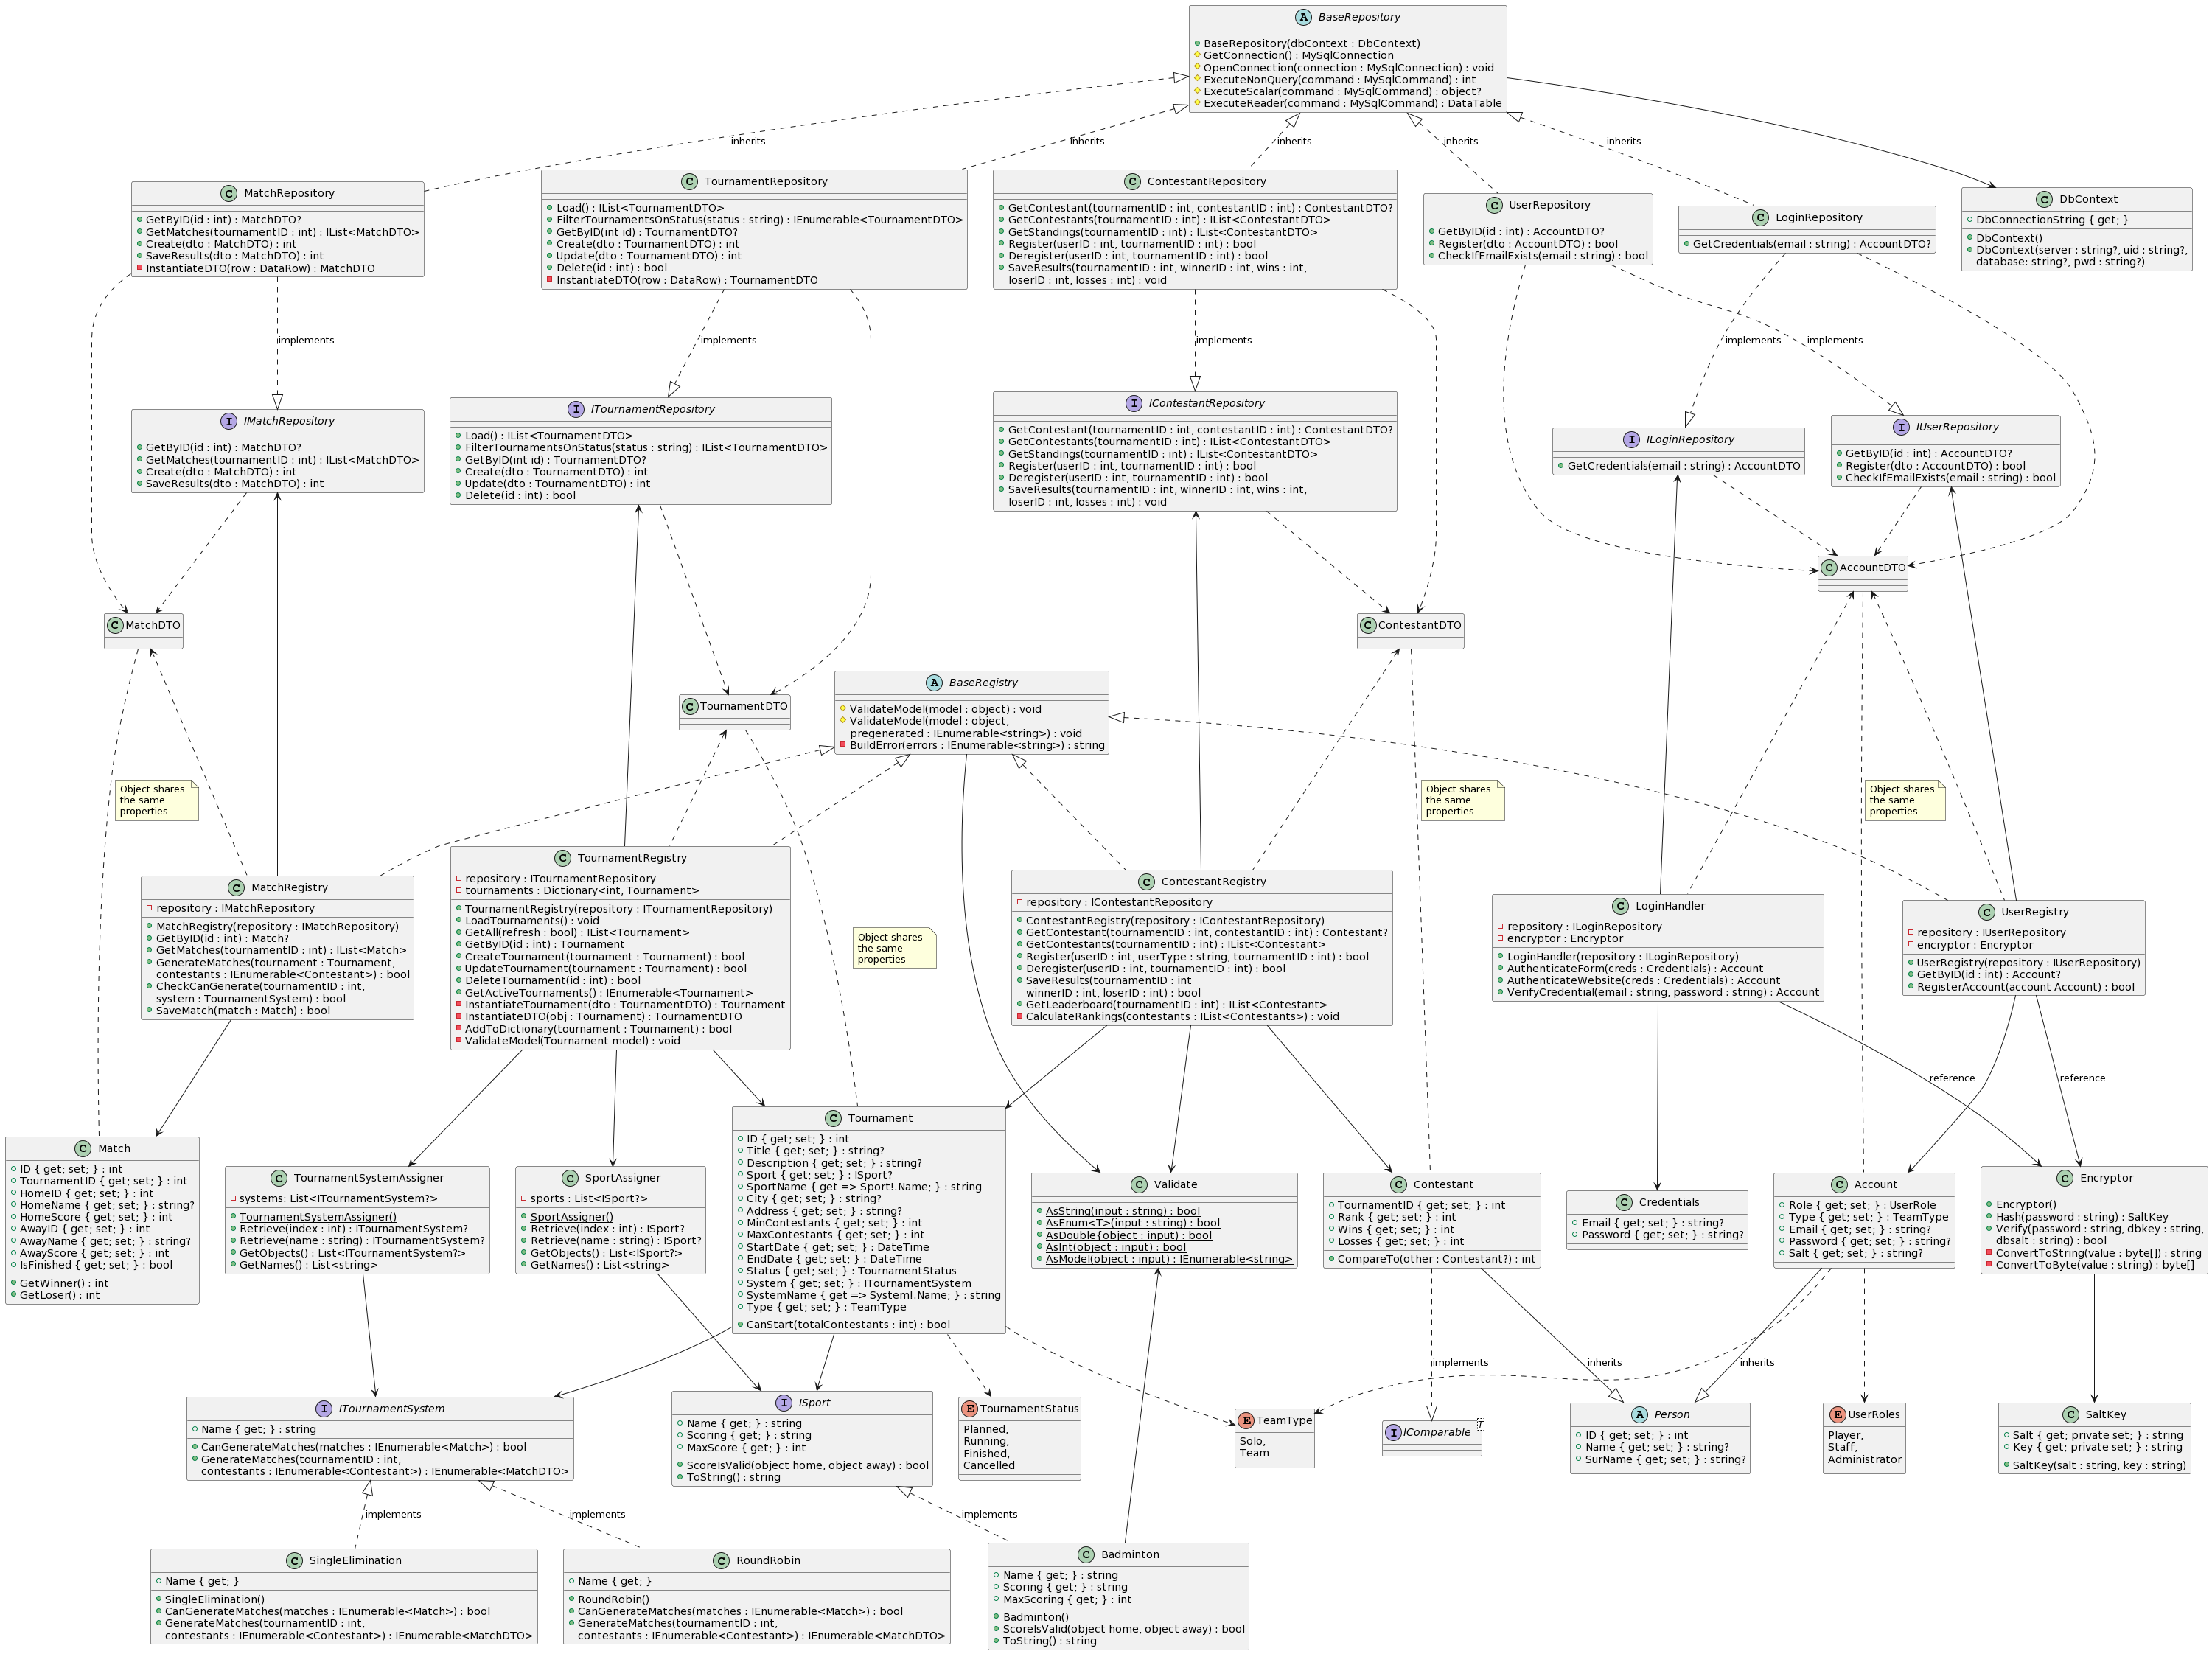 BaseRepository
BaseRepository(dbContext : DbContext)
GetConnection() : MySqlConnection
OpenConnection(connection : MySqlConnection) : void
ExecuteNonQuery(command : MySqlCommand) : int
ExecuteScalar(command : MySqlCommand) : object?
ExecuteReader(command : MySqlCommand) : DataTable
inherits
inherits
inherits
inherits
inherits
MatchRepository
GetByID(id : int) : MatchDTO?
GetMatches(tournamentID : int) : IList<MatchDTO>
Create(dto : MatchDTO) : int
SaveResults(dto : MatchDTO) : int
InstantiateDTO(row : DataRow) : MatchDTO
TournamentRepository
Load() : IList<TournamentDTO>
FilterTournamentsOnStatus(status : string) : IEnumerable<TournamentDTO>
GetByID(int id) : TournamentDTO?
Create(dto : TournamentDTO) : int
Update(dto : TournamentDTO) : int
Delete(id : int) : bool
InstantiateDTO(row : DataRow) : TournamentDTO
ContestantRepository
GetContestant(tournamentID : int, contestantID : int) : ContestantDTO?
GetContestants(tournamentID : int) : IList<ContestantDTO>
GetStandings(tournamentID : int) : IList<ContestantDTO>
Register(userID : int, tournamentID : int) : bool
Deregister(userID : int, tournamentID : int) : bool
SaveResults(tournamentID : int, winnerID : int, wins : int,
loserID : int, losses : int) : void
UserRepository
GetByID(id : int) : AccountDTO?
Register(dto : AccountDTO) : bool
CheckIfEmailExists(email : string) : bool
LoginRepository
GetCredentials(email : string) : AccountDTO?
DbContext
DbConnectionString { get; }
DbContext()
DbContext(server : string?, uid : string?,
database: string?, pwd : string?)
implements
implements
implements
implements
implements
IMatchRepository
GetByID(id : int) : MatchDTO?
GetMatches(tournamentID : int) : IList<MatchDTO>
Create(dto : MatchDTO) : int
SaveResults(dto : MatchDTO) : int
ITournamentRepository
Load() : IList<TournamentDTO>
FilterTournamentsOnStatus(status : string) : IList<TournamentDTO>
GetByID(int id) : TournamentDTO?
Create(dto : TournamentDTO) : int
Update(dto : TournamentDTO) : int
Delete(id : int) : bool
IContestantRepository
GetContestant(tournamentID : int, contestantID : int) : ContestantDTO?
GetContestants(tournamentID : int) : IList<ContestantDTO>
GetStandings(tournamentID : int) : IList<ContestantDTO>
Register(userID : int, tournamentID : int) : bool
Deregister(userID : int, tournamentID : int) : bool
SaveResults(tournamentID : int, winnerID : int, wins : int,
loserID : int, losses : int) : void
ILoginRepository
GetCredentials(email : string) : AccountDTO
IUserRepository
GetByID(id : int) : AccountDTO?
Register(dto : AccountDTO) : bool
CheckIfEmailExists(email : string) : bool
AccountDTO
MatchDTO
ContestantDTO
TournamentDTO
BaseRegistry
ValidateModel(model : object) : void
ValidateModel(model : object,
pregenerated : IEnumerable<string>) : void
BuildError(errors : IEnumerable<string>) : string
Object shares
the same
properties
Object shares
the same
properties
Object shares
the same
properties
Object shares
the same
properties
MatchRegistry
repository : IMatchRepository
MatchRegistry(repository : IMatchRepository)
GetByID(id : int) : Match?
GetMatches(tournamentID : int) : IList<Match>
GenerateMatches(tournament : Tournament,
contestants : IEnumerable<Contestant>) : bool
CheckCanGenerate(tournamentID : int,
system : TournamentSystem) : bool
SaveMatch(match : Match) : bool
TournamentRegistry
repository : ITournamentRepository
tournaments : Dictionary<int, Tournament>
TournamentRegistry(repository : ITournamentRepository)
LoadTournaments() : void
GetAll(refresh : bool) : IList<Tournament>
GetByID(id : int) : Tournament
CreateTournament(tournament : Tournament) : bool
UpdateTournament(tournament : Tournament) : bool
DeleteTournament(id : int) : bool
GetActiveTournaments() : IEnumerable<Tournament>
InstantiateTournament(dto : TournamentDTO) : Tournament
InstantiateDTO(obj : Tournament) : TournamentDTO
AddToDictionary(tournament : Tournament) : bool
ValidateModel(Tournament model) : void
ContestantRegistry
repository : IContestantRepository
ContestantRegistry(repository : IContestantRepository)
GetContestant(tournamentID : int, contestantID : int) : Contestant?
GetContestants(tournamentID : int) : IList<Contestant>
Register(userID : int, userType : string, tournamentID : int) : bool
Deregister(userID : int, tournamentID : int) : bool
SaveResults(tournamentID : int
winnerID : int, loserID : int) : bool
GetLeaderboard(tournamentID : int) : IList<Contestant>
CalculateRankings(contestants : IList<Contestants>) : void
LoginHandler
repository : ILoginRepository
encryptor : Encryptor
LoginHandler(repository : ILoginRepository)
AuthenticateForm(creds : Credentials) : Account
AuthenticateWebsite(creds : Credentials) : Account
VerifyCredential(email : string, password : string) : Account
UserRegistry
repository : IUserRepository
encryptor : Encryptor
UserRegistry(repository : IUserRepository)
GetByID(id : int) : Account?
RegisterAccount(account Account) : bool
reference
reference
Match
ID { get; set; } : int
TournamentID { get; set; } : int
HomeID { get; set; } : int
HomeName { get; set; } : string?
HomeScore { get; set; } : int
AwayID { get; set; } : int
AwayName { get; set; } : string?
AwayScore { get; set; } : int
IsFinished { get; set; } : bool
GetWinner() : int
GetLoser() : int
TournamentSystemAssigner
systems: List<ITournamentSystem?>
TournamentSystemAssigner()
Retrieve(index : int) : ITournamentSystem?
Retrieve(name : string) : ITournamentSystem?
GetObjects() : List<ITournamentSystem?>
GetNames() : List<string>
SportAssigner
sports : List<ISport?>
SportAssigner()
Retrieve(index : int) : ISport?
Retrieve(name : string) : ISport?
GetObjects() : List<ISport?>
GetNames() : List<string>
Tournament
ID { get; set; } : int
Title { get; set; } : string?
Description { get; set; } : string?
Sport { get; set; } : ISport?
SportName { get => Sport!.Name; } : string
City { get; set; } : string?
Address { get; set; } : string?
MinContestants { get; set; } : int
MaxContestants { get; set; } : int
StartDate { get; set; } : DateTime
EndDate { get; set; } : DateTime
Status { get; set; } : TournamentStatus
System { get; set; } : ITournamentSystem
SystemName { get => System!.Name; } : string
Type { get; set; } : TeamType
CanStart(totalContestants : int) : bool
Validate
AsString(input : string) : bool
AsEnum<T>(input : string) : bool
AsDouble{object : input) : bool
AsInt(object : input) : bool
AsModel(object : input) : IEnumerable<string>
Contestant
TournamentID { get; set; } : int
Rank { get; set; } : int
Wins { get; set; } : int
Losses { get; set; } : int
CompareTo(other : Contestant?) : int
Credentials
Email { get; set; } : string?
Password { get; set; } : string?
Account
Role { get; set; } : UserRole
Type { get; set; } : TeamType
Email { get; set; } : string?
Password { get; set; } : string?
Salt { get; set; } : string?
Encryptor
Encryptor()
Hash(password : string) : SaltKey
Verify(password : string, dbkey : string,
dbsalt : string) : bool
ConvertToString(value : byte[]) : string
ConvertToByte(value : string) : byte[]
implements
inherits
inherits
ITournamentSystem
Name { get; } : string
CanGenerateMatches(matches : IEnumerable<Match>) : bool
GenerateMatches(tournamentID : int,
contestants : IEnumerable<Contestant>) : IEnumerable<MatchDTO>
ISport
Name { get; } : string
Scoring { get; } : string
MaxScore { get; } : int
ScoreIsValid(object home, object away) : bool
ToString() : string
TournamentStatus
Planned,
Running,
Finished,
Cancelled
TeamType
Solo,
Team
IComparable
T
Person
ID { get; set; } : int
Name { get; set; } : string?
SurName { get; set; } : string?
UserRoles
Player,
Staff,
Administrator
SaltKey
Salt { get; private set; } : string
Key { get; private set; } : string
SaltKey(salt : string, key : string)
implements
implements
implements
SingleElimination
Name { get; }
SingleElimination()
CanGenerateMatches(matches : IEnumerable<Match>) : bool
GenerateMatches(tournamentID : int,
contestants : IEnumerable<Contestant>) : IEnumerable<MatchDTO>
RoundRobin
Name { get; }
RoundRobin()
CanGenerateMatches(matches : IEnumerable<Match>) : bool
GenerateMatches(tournamentID : int,
contestants : IEnumerable<Contestant>) : IEnumerable<MatchDTO>
Badminton
Name { get; } : string
Scoring { get; } : string
MaxScoring { get; } : int
Badminton()
ScoreIsValid(object home, object away) : bool
ToString() : string